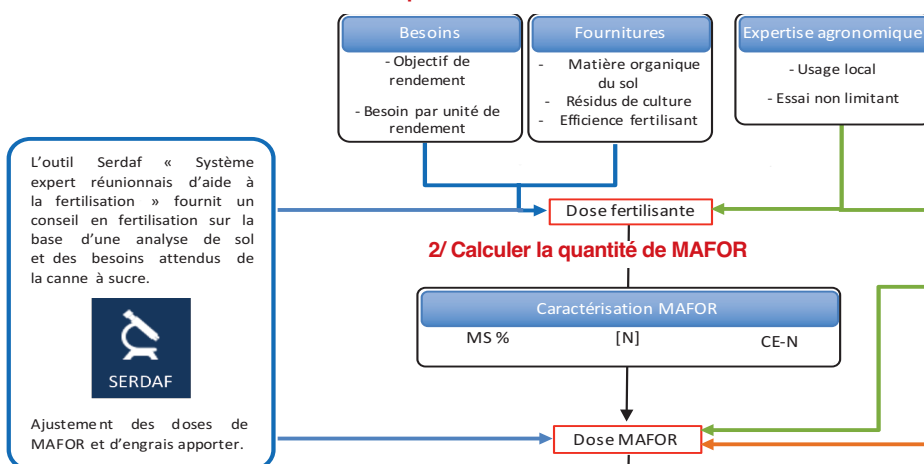 Besoins
- Objectif de
rendement
- Besoin par unité de
rendement
Fournitures
- Matière organique
du sol
- Résidus de culture
- Efficience fertilisant
Expertise agronomique
- Usage local
- Essai non limitant
L’outil Serdaf « Système
expert réunionnais d’aide à
la fertilisation » fournit un
conseil en fertilisation sur la
base d’une analyse de sol
et des besoins attendus de
la canne à sucre.
SERDAF
Ajustement des doses de
MAFOR et d’engrais apporter.
Dose fertilisante
2/ Calculer la quantité de MAFOR
Caractérisation MAFOR
MS % [N] CE-N
Dose MAFOR